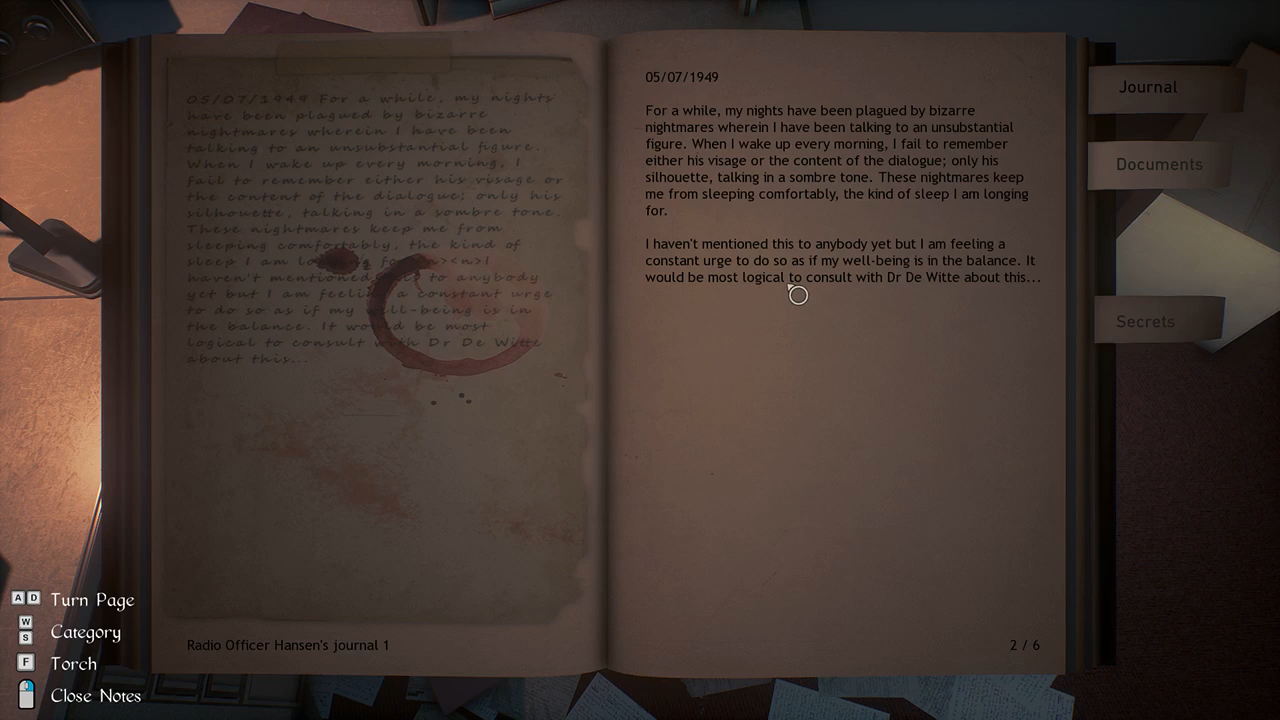 05/07/1949 For a while, my nights
have been plagued by bizarre
nightmares wherein I have been
talking to an unsubstantial figure.
When I wake up every morning, I
fail to remember either his visage or
the content of the dialogue; only his
silhouette, talking in a sombre tone.
These nightmares keep me from
sleeping comfortably, the kind of
sleep I am
haven't mentioned to anybody
yet but I am feeling a constant urge
to do so as if my well-being is in
the balance. It would be most
logical to consult with Dr De Witte
about this...
Radio Officer Hansen's journal 1
05/07/1949
For a while, my nights have been plagued by bizarre
nightmares wherein I have been talking to an unsubstantial
figure. When I wake up every morning, I fail to remember
either his visage or the content of the dialogue; only his
silhouette, talking in a sombre tone. These nightmares keep
me from sleeping comfortably, the kind of sleep I am longing
for.
I haven't mentioned this to anybody yet but I am feeling a
constant urge to do so as if my well-being is in the balance. It
would be most logical to consult with Dr De Witte about this...
2 / 6
Journal
Documents
Secrets
A D Turn Page
W
S Category
F Torch
Close Notes